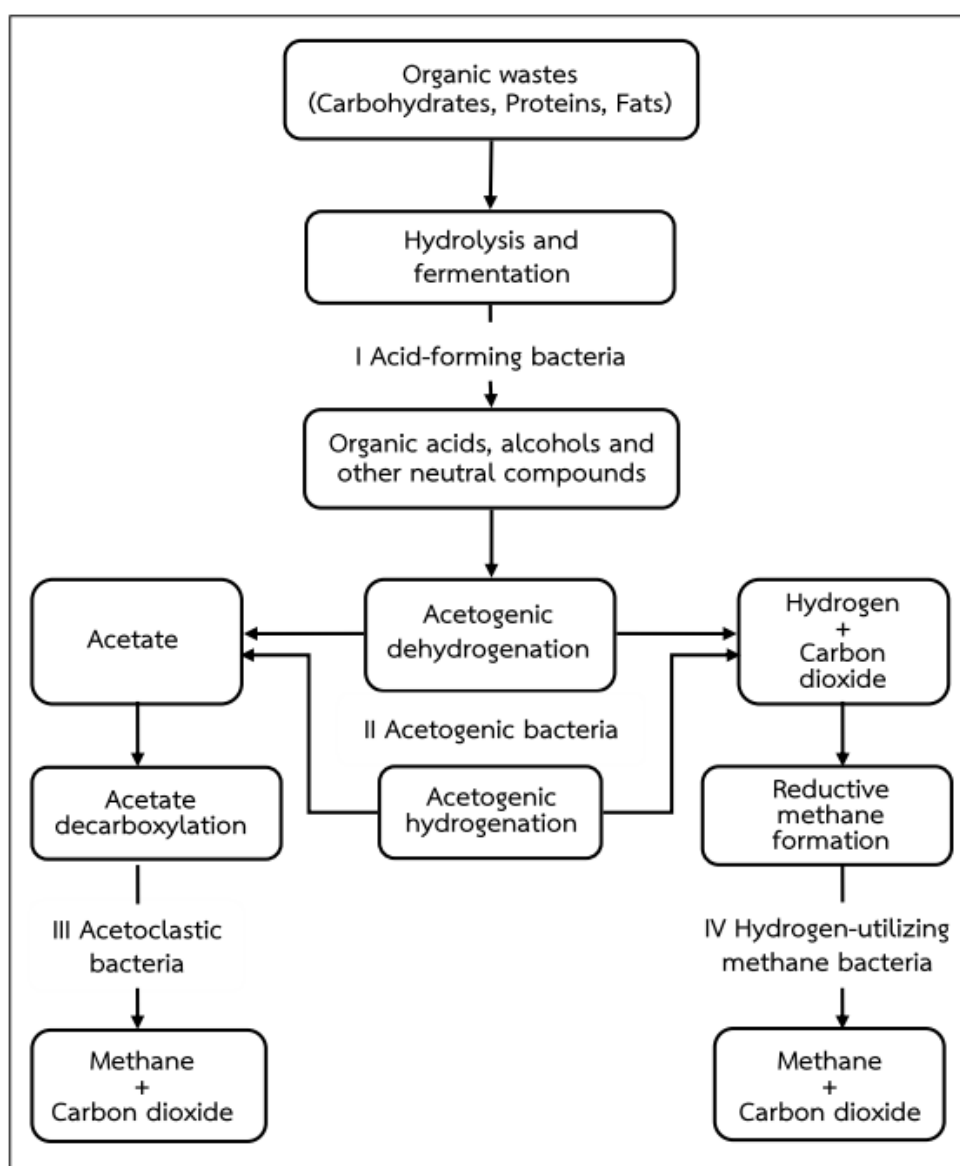 Organic wastes
(Carbohydrates, Proteins, Fats)
Hydrolysis and
fermentation
I Acid-forming bacteria
Organic acids, alcohols and
other neutral compounds
Acetate
Acetogenic
dehydrogenation
Hydrogen
+
Carbon
dioxide
II Acetogenic bacteria
Acetate
decarboxylation
Acetogenic
hydrogenation
Reductive
methane
formation
III Acetoclastic
bacteria
IV Hydrogen-utilizing
methane bacteria
Methane
+
Carbon dioxide
Methane
+
Carbon dioxide